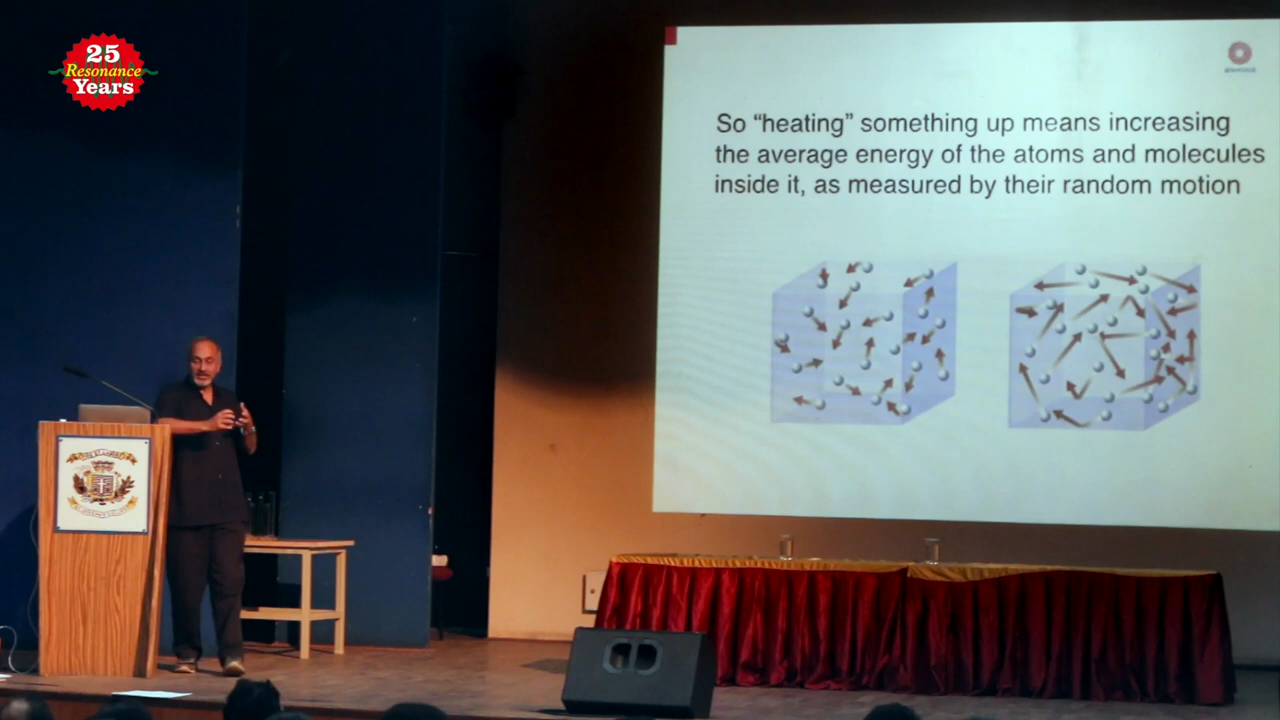 25
Resonance
Years
So “heating” something up means increasing
the average energy of the atoms and molecules
inside it, as measured by their random motion